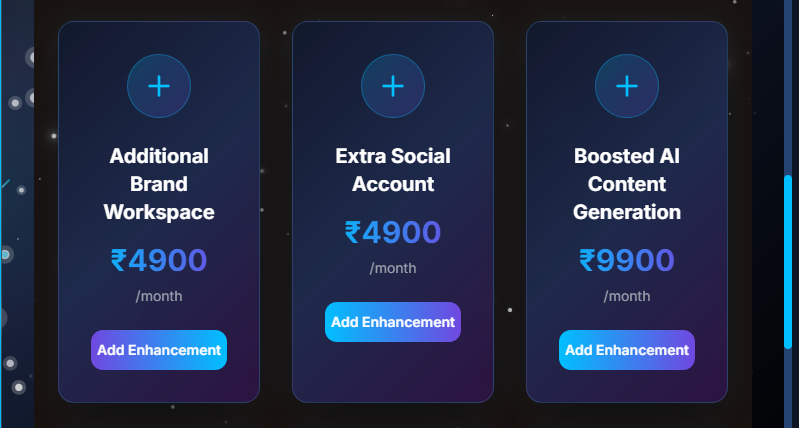 Additional
Brand
Workspace
₹4900
/month
Add Enhancement
Extra Social
Account
₹4900
/month
Add Enhancement
Boosted AI
Content
Generation
₹9900
/month
Add Enhancement